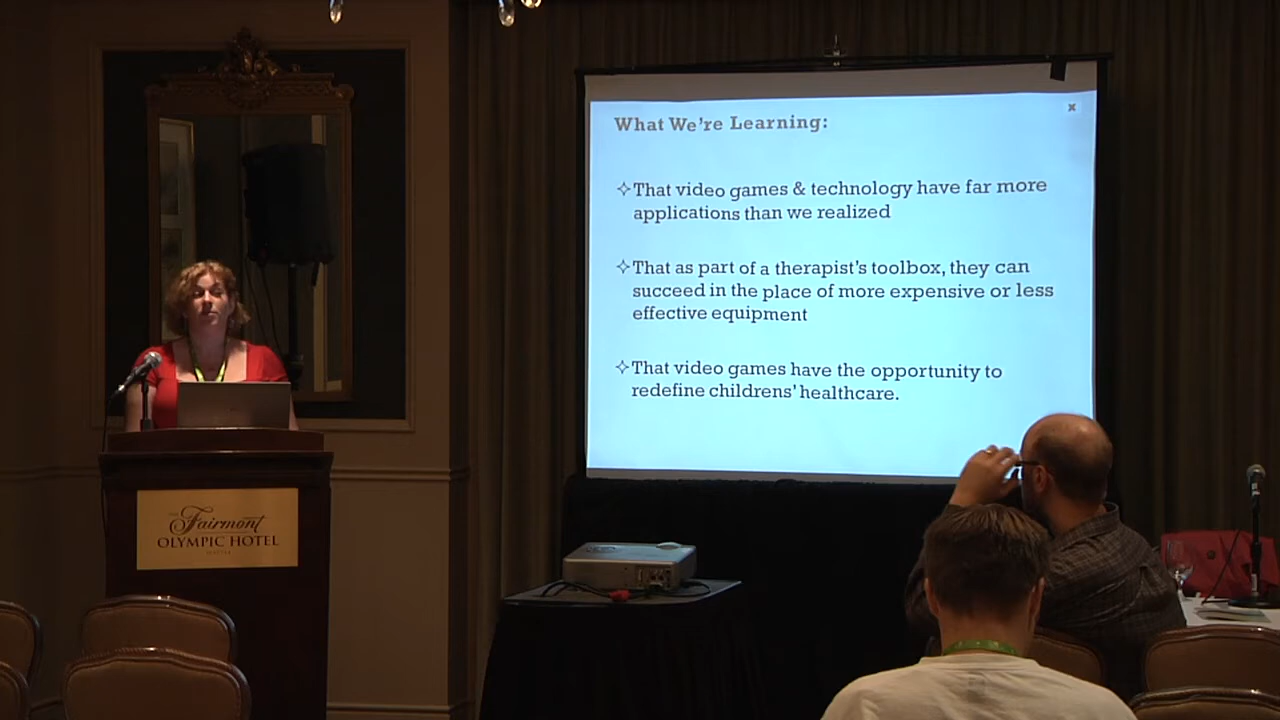 What We're Learning:
That video games & technology have far more
applications than we realized
That as part of a therapist's toolbox, they can
succeed in the place of more expensive or less
effective equipment
That video games have the opportunity to
redefine childrens' healthcare.
THE
Fairmont
OLYMPIC HOTEL
SEATTLE